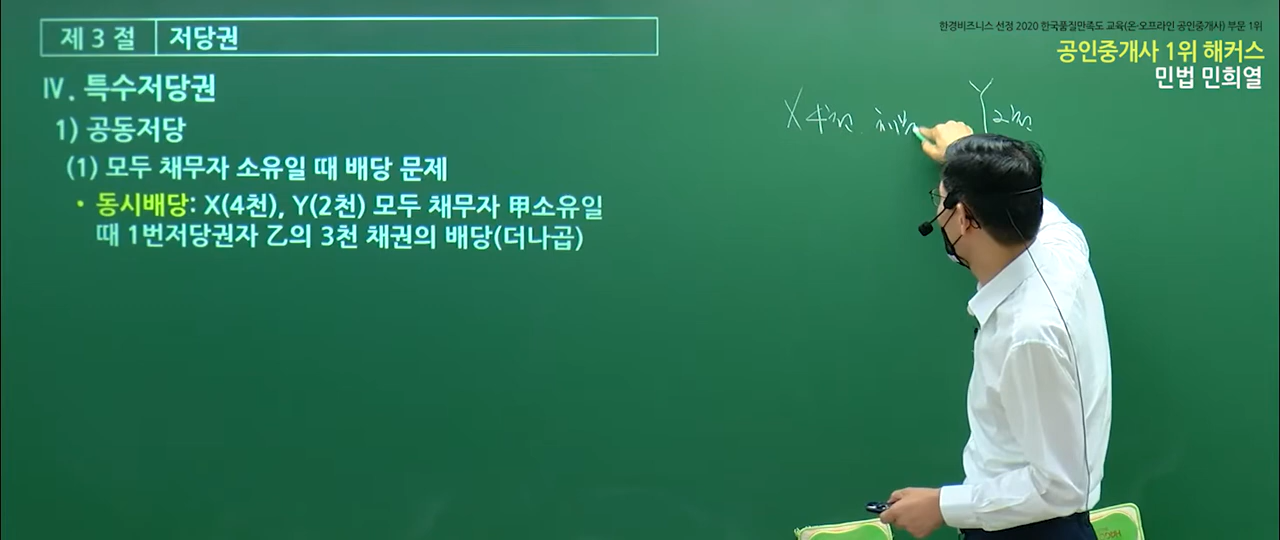 제 3 절 저당권
Ⅳ. 특수저당권
1) 공동저당
(1) 모두 채무자 소유일 때 배당 문제
• 동시배당: X(4천), Y(2천) 모두 채무자 甲소유일
때 1번저당권자 乙의 3천 채권의 배당(더나곱)
한경비즈니스 선정 2020 한국품질만족도 교육(온·오프라인 공인중개사) 부문 1위
공인중개사 1위 해커스
민법 민희열
X 4천 Y 2천